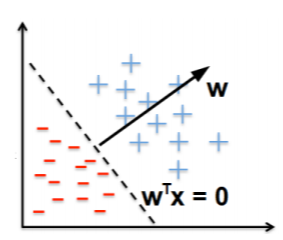 w
wᵀx = 0